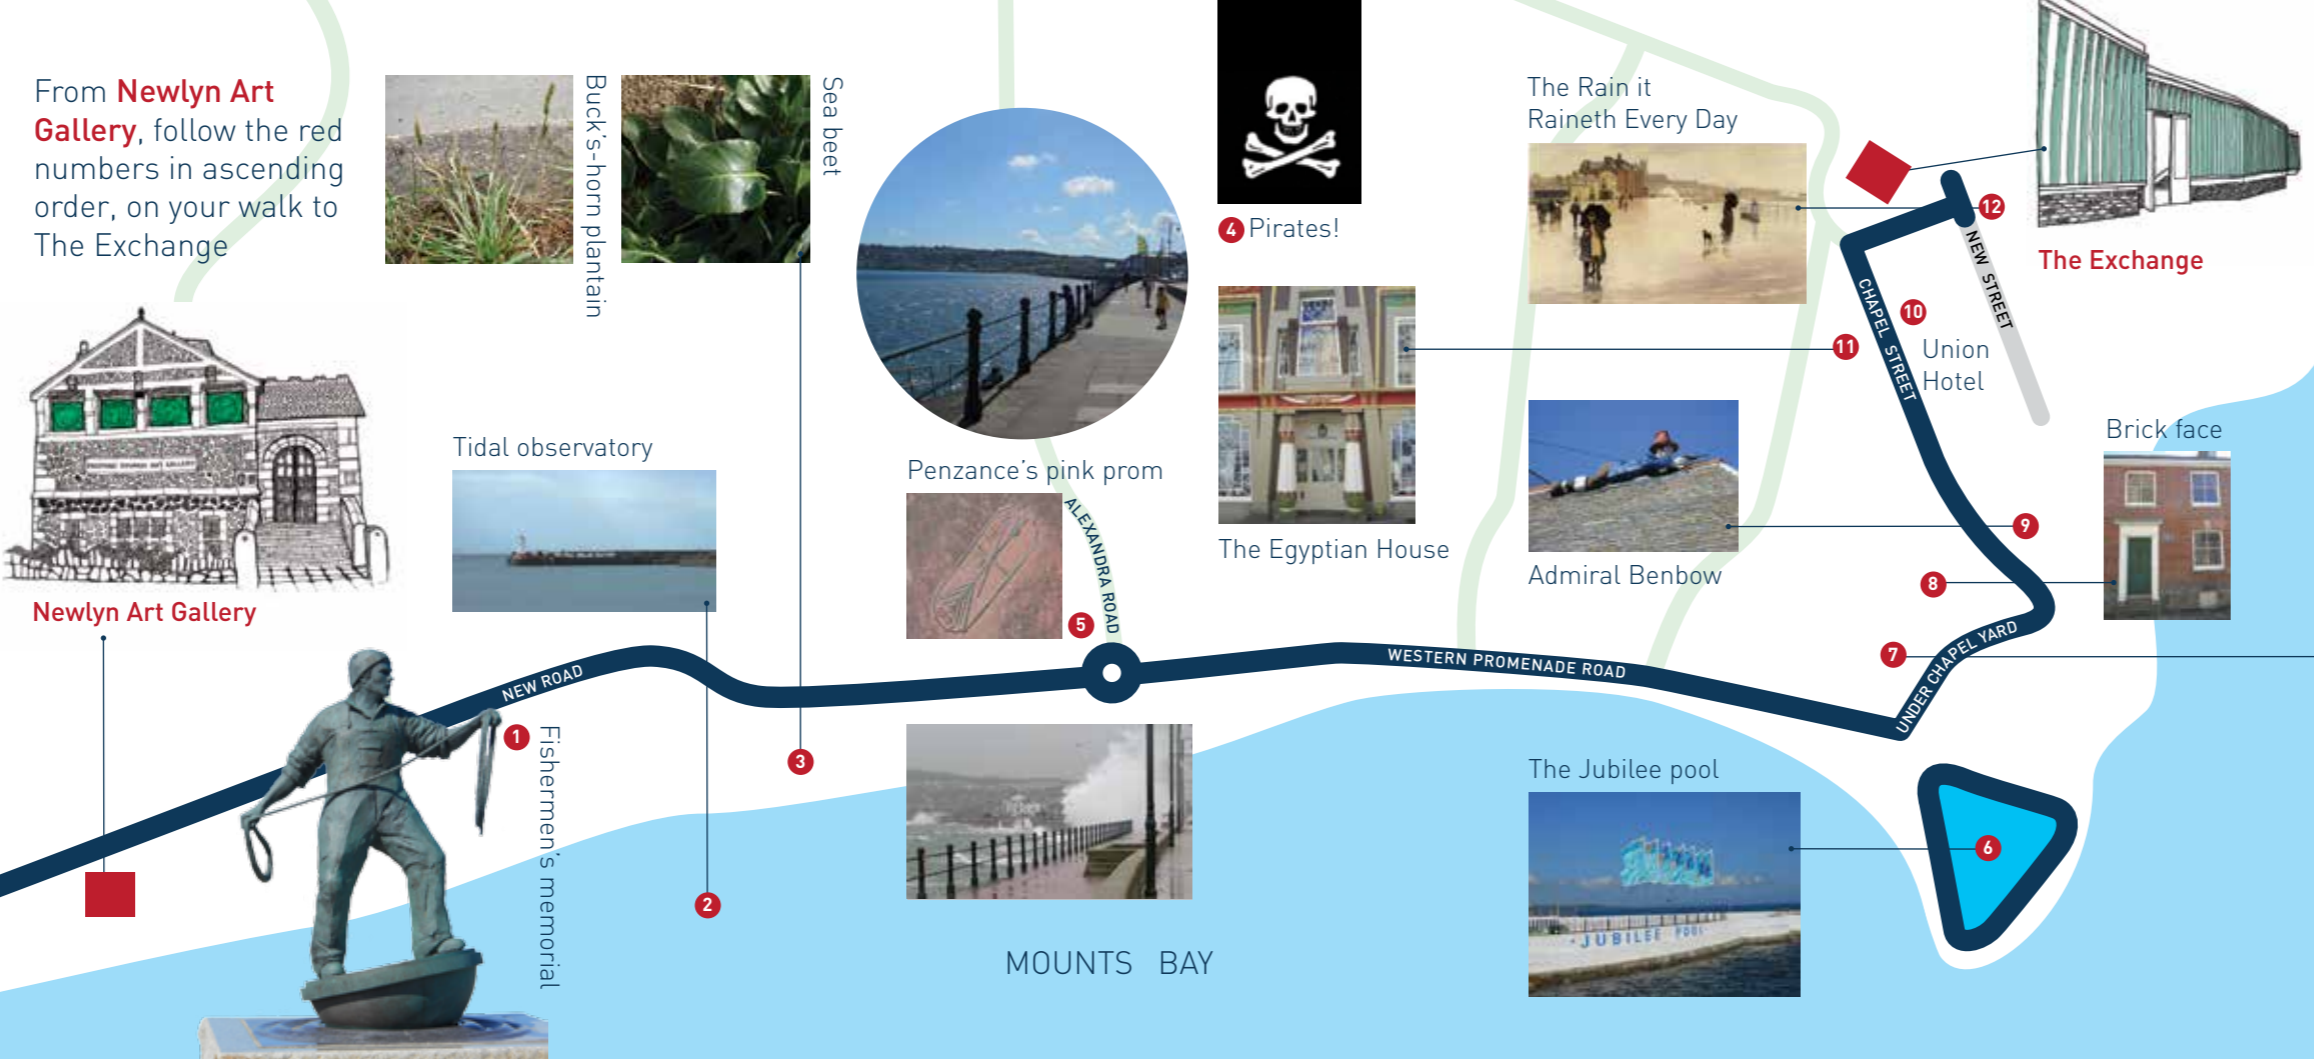 From Newlyn Art
Gallery, follow the red
numbers in ascending
order, on your walk to
The Exchange
Buck's-horn plantain
Sea beet
4 Pirates!
The Rain it
Raineth Every Day
12
NEW STREET
The Exchange
CHAPEL STREET
10
11
Union
Hotel
Brick face
Tidal observatory
Penzance's pink prom
ALEXANDRA ROAD
5
The Egyptian House
Admiral Benbow
9
8
7
Newlyn Art Gallery
NEW ROAD
WESTERN PROMENADE ROAD
UNDER CHAPEL YARD
1
Fishermen's memorial
3
2
The Jubilee pool
JUBILEE POOL
6
MOUNTS BAY